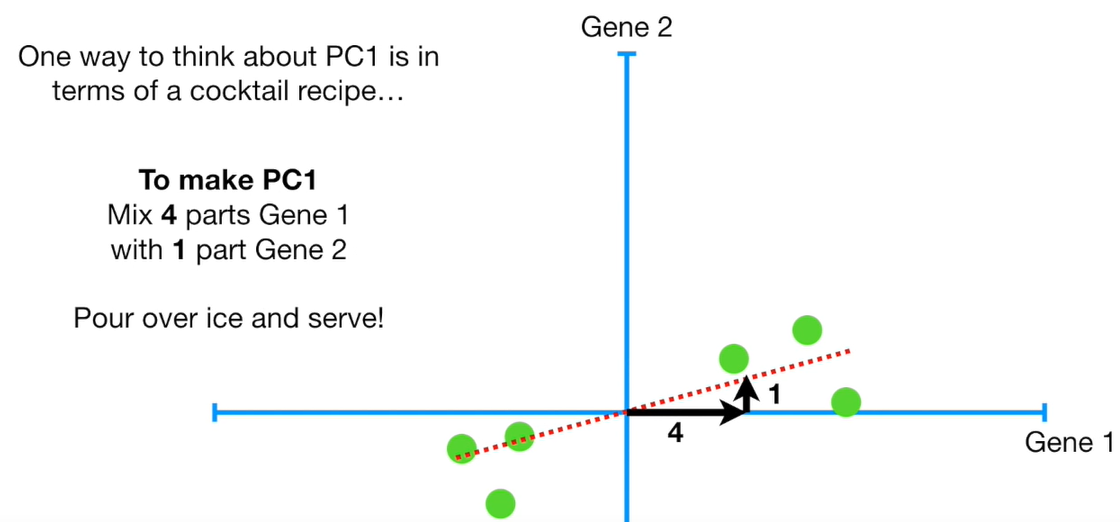 Gene 2
One way to think about PC1 is in
terms of a cocktail recipe…
To make PC1
Mix 4 parts Gene 1
with 1 part Gene 2
Pour over ice and serve!
1
4
Gene 1